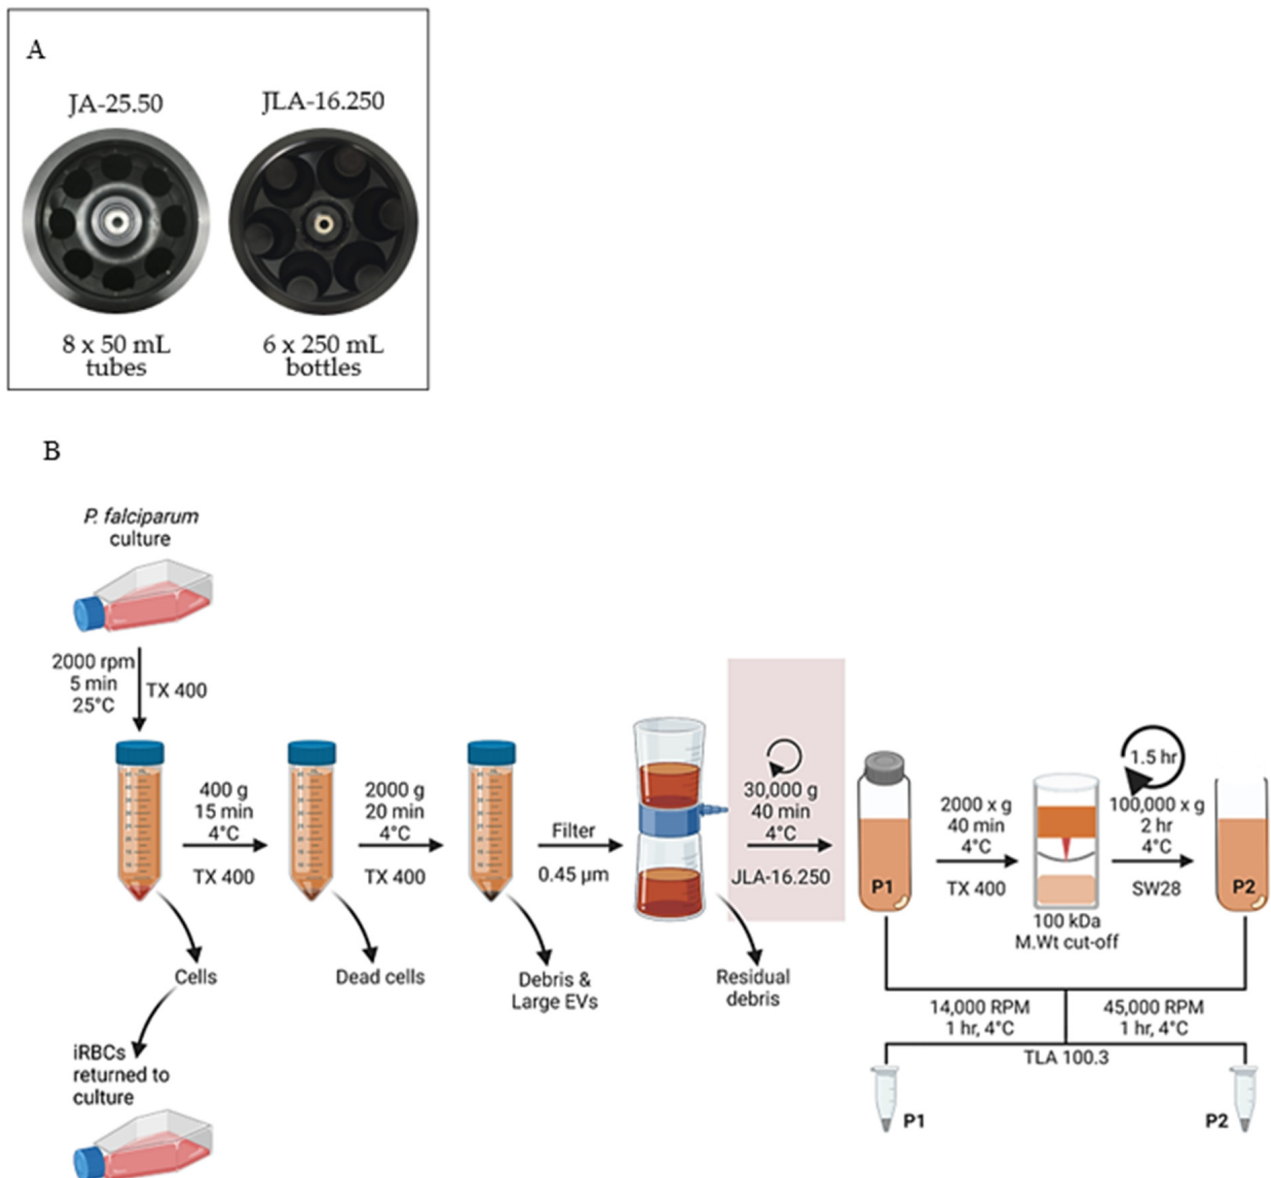 A
JA-25.50
JLA-16.250
8 x 50 mL
tubes
6 x 250 mL
bottles
B
P. falciparum
culture
2000 rpm
5 min
25°C
TX 400
400 g
15 min
4°C
TX 400
2000 g
20 min
4°C
TX 400
Filter
0.45 µm
30,000 g
40 min
4°C
JLA-16.250
P1
2000 x g
40 min
4°C
TX 400
100 kDa
M.Wt cut-off
1.5 hr
100,000 x g
2 hr
4°C
SW28
P2
Cells
Dead cells
Debris &
Large EVs
Residual
debris
iRBCs
returned to
culture
14,000 RPM
1 hr, 4°C
45,000 RPM
1 hr, 4°C
TLA 100.3
P1
P2